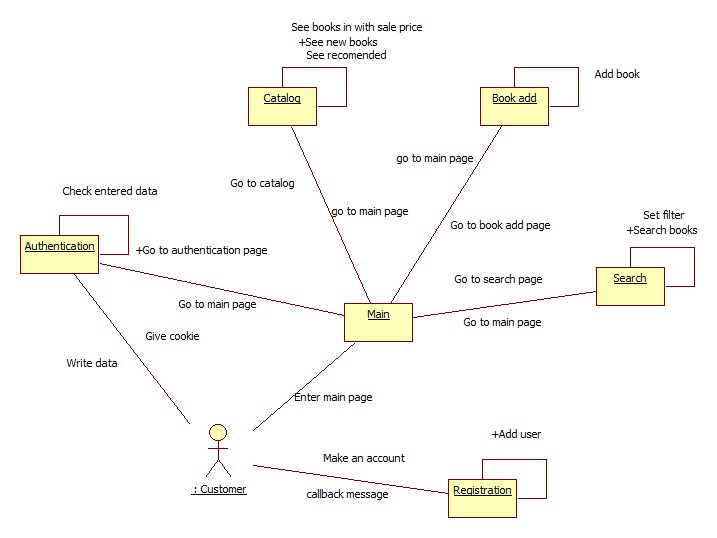 See books in with sale price
+See new books
See recomended
Catalog
Book add
Add book
go to main page
Go to catalog
go to main page
Check entered data
Set filter
Go to book add page
+Search books
Authentication
+Go to authentication page
Go to search page
Search
Go to main page
Main
Go to main page
Give cookie
Write data
Enter main page
+Add user
Make an account
: Customer
callback message
Registration